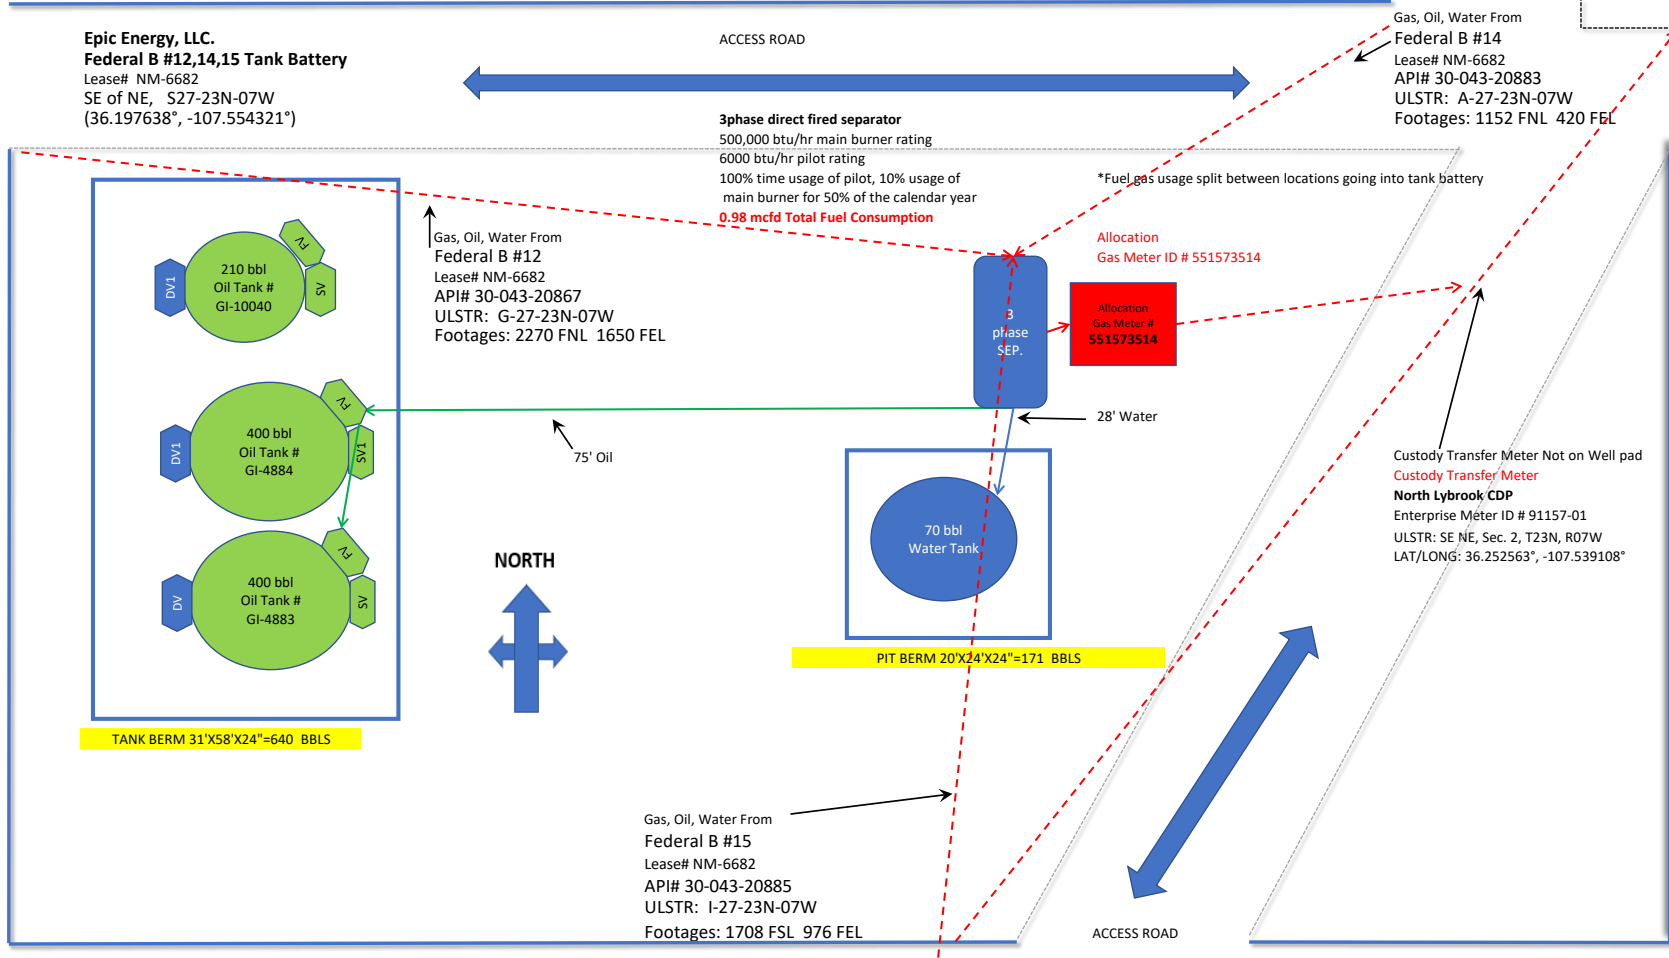 Epic Energy, LLC.
Federal B #12,14,15 Tank Battery
Lease# NM-6682
SE of NE, S27-23N-07W
(36.197638°, -107.554321°)
ACCESS ROAD
Gas, Oil, Water From
Federal B #14
Lease# NM-6682
API# 30-043-20883
ULSTR: A-27-23N-07W
Footages: 1152 FNL 420 FEL
3phase direct fired separator
500,000 btu/hr main burner rating
6000 btu/hr pilot rating
100% time usage of pilot, 10% usage of
main burner for 50% of the calendar year
0.98 mcfd Total Fuel Consumption
*Fuel gas usage split between locations going into tank battery
Gas, Oil, Water From
Federal B #12
Lease# NM-6682
API# 30-043-20867
ULSTR: G-27-23N-07W
Footages: 2270 FNL 1650 FEL
Allocation
Gas Meter ID # 551573514
DV1
210 bbl
Oil Tank #
GI-10040
FV
SV
3
phase
SEP.
Allocation
Gas Meter #
551573514
DV1
400 bbl
Oil Tank #
GI-4884
FV
SV1
75' Oil
28' Water
Custody Transfer Meter Not on Well pad
Custody Transfer Meter
North Lybrook CDP
Enterprise Meter ID # 91157-01
ULSTR: SE NE, Sec. 2, T23N, R07W
LAT/LONG: 36.252563°, -107.539108°
DV
400 bbl
Oil Tank #
GI-4883
FV
SV
NORTH
70 bbl
Water Tank
PIT BERM 20'X24'X24"=171 BBLS
TANK BERM 31'X58'X24"=640 BBLS
Gas, Oil, Water From
Federal B #15
Lease# NM-6682
API# 30-043-20885
ULSTR: I-27-23N-07W
Footages: 1708 FSL 976 FEL
ACCESS ROAD